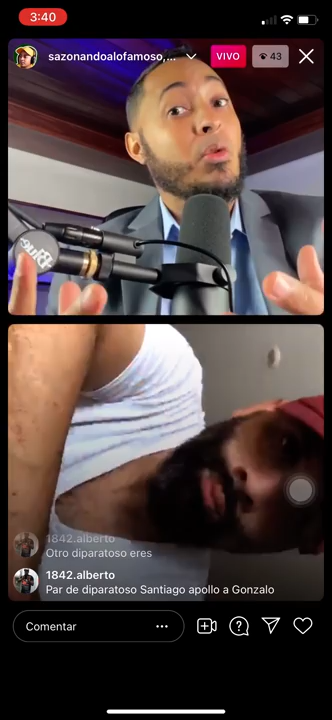 3:40
sazonandoalofamoso,...
VIVO
43
Blue
1842.alberto
Otro diparatoso eres
1842.alberto
Par de diparatoso Santiago apollo a Gonzalo
Comentar